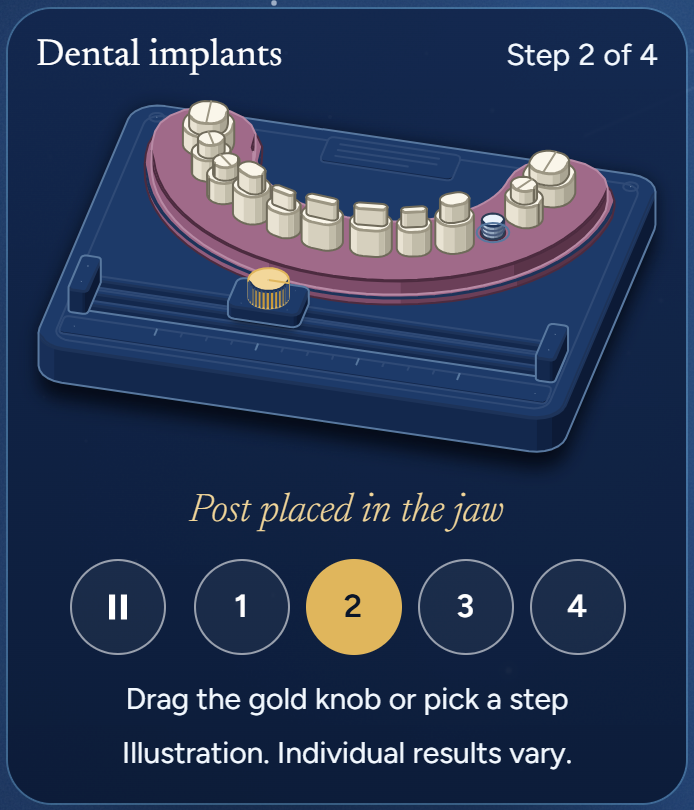 Dental implants
Step 2 of 4
Post placed in the jaw
1
2
3
4
Drag the gold knob or pick a step
Illustration. Individual results vary.